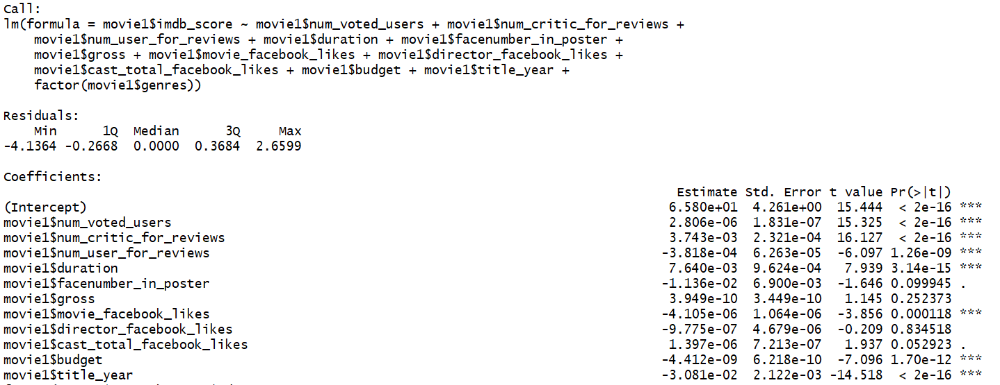 Call:
lm(formula = movie1$imdb_score ~ movie1$num_voted_users + movie1$num_critic_for_reviews +
    movie1$num_user_for_reviews + movie1$duration + movie1$facenumber_in_poster +
    movie1$gross + movie1$movie_facebook_likes + movie1$director_facebook_likes +
    movie1$cast_total_facebook_likes + movie1$budget + movie1$title_year +
    factor(movie1$genres))

Residuals:
    Min      1Q  Median      3Q     Max
-4.1364 -0.2668  0.0000  0.3684  2.6599

Coefficients:
Estimate Std. Error t value Pr(>|t|)
(Intercept) 6.580e+01 4.261e+00 15.444 < 2e-16 ***
movie1$num_voted_users 2.806e-06 1.831e-07 15.325 < 2e-16 ***
movie1$num_critic_for_reviews 3.743e-03 2.321e-04 16.127 < 2e-16 ***
movie1$num_user_for_reviews -3.818e-04 6.263e-05 -6.097 1.26e-09 ***
movie1$duration 7.640e-03 9.624e-04 7.939 3.14e-15 ***
movie1$facenumber_in_poster -1.136e-02 6.900e-03 -1.646 0.099945 .
movie1$gross 3.949e-10 3.449e-10 1.145 0.252373
movie1$movie_facebook_likes -4.105e-06 1.064e-06 -3.856 0.000118 ***
movie1$director_facebook_likes -9.775e-07 4.679e-06 -0.209 0.834518
movie1$cast_total_facebook_likes 1.397e-06 7.213e-07 1.937 0.052923 .
movie1$budget -4.412e-09 6.218e-10 -7.096 1.70e-12 ***
movie1$title_year -3.081e-02 2.122e-03 -14.518 < 2e-16 ***